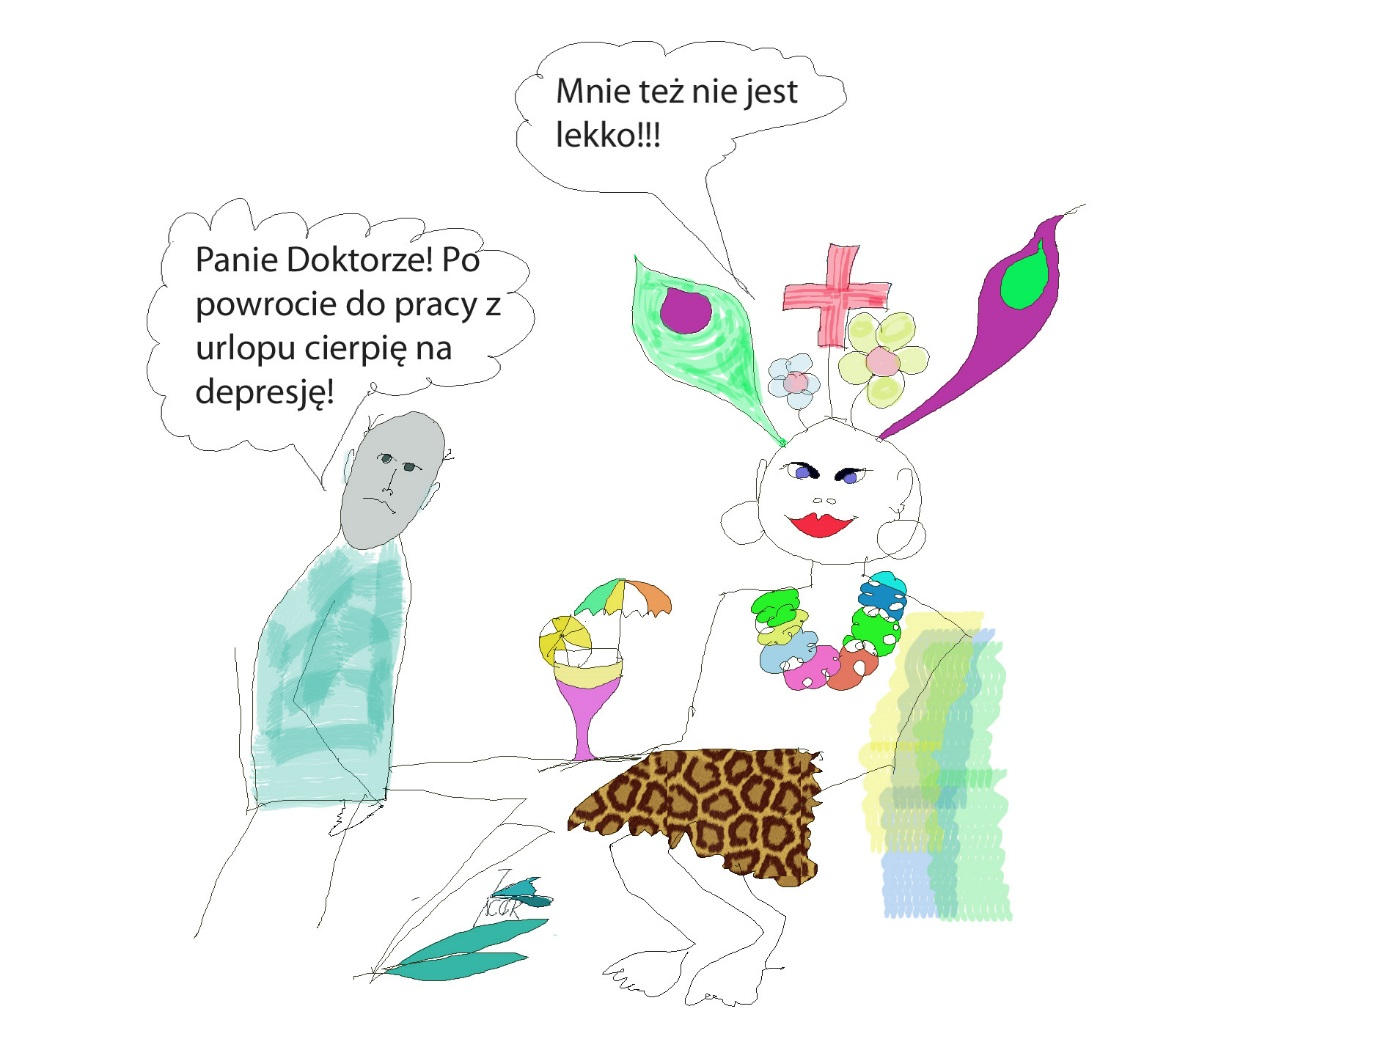 Mnie też nie jest
lekko!!!
Panie Doktorze! Po
powrocie do pracy z
urlopu cierpię na
depresję!